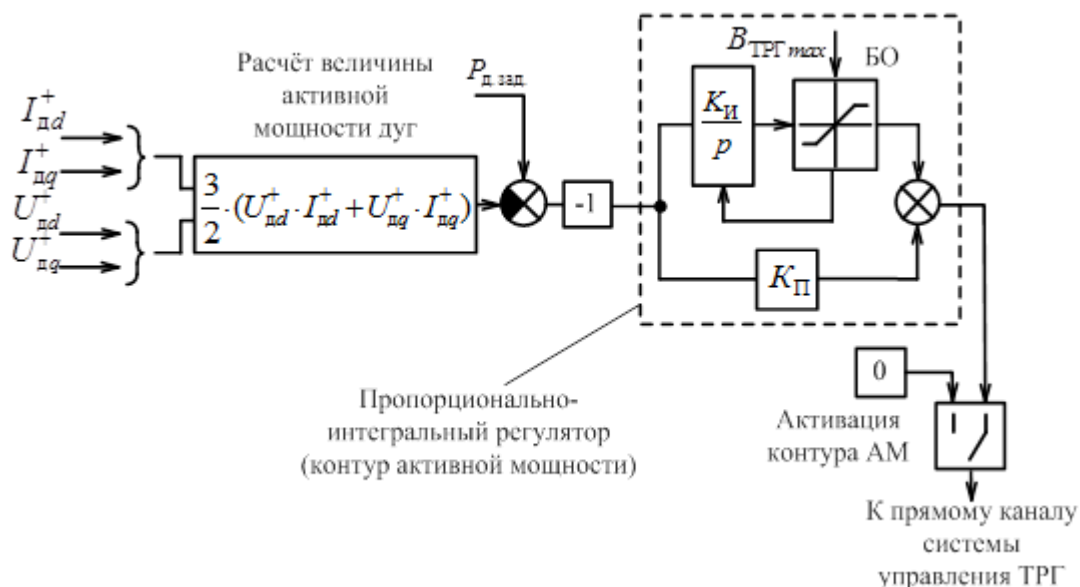 Расчёт величины
активной
мощности дуг
I⁺дd
I⁺дq
U⁺дd
U⁺дq
3/2·(U⁺дd·I⁺дd+U⁺дq·I⁺дq)
Pд.зад.
-1
BТРГ max
БО
KИ/p
KП
Пропорционально-
интегральный регулятор
(контур активной мощности)
0
Активация
контура АМ
К прямому каналу
системы
управления ТРГ